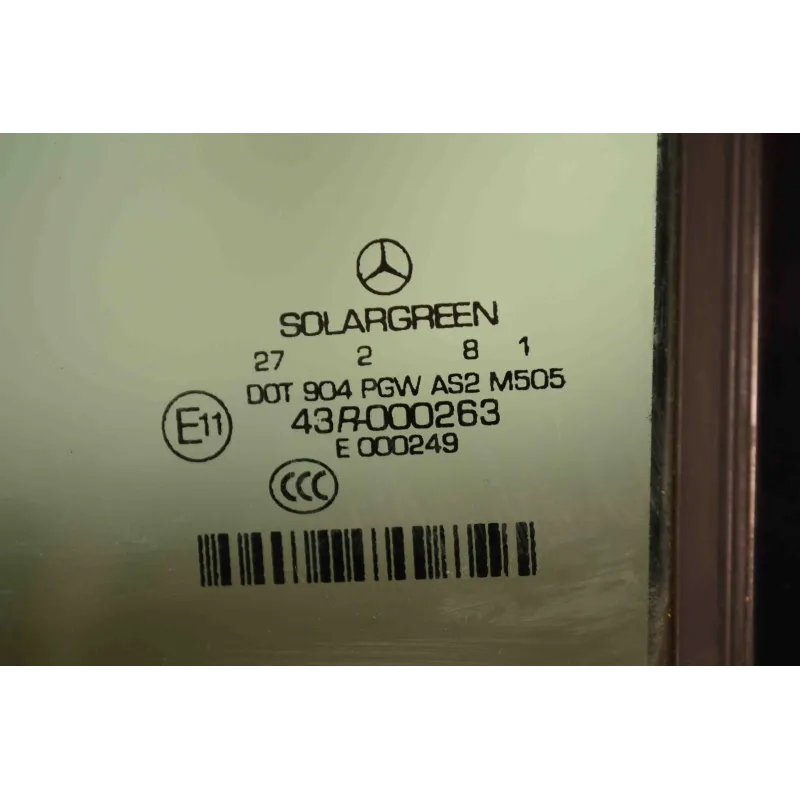 SOLARGREEN
27 2 8 1
DOT 904 PGW AS2 M505
E11
43R-000263
E 000249
CCC